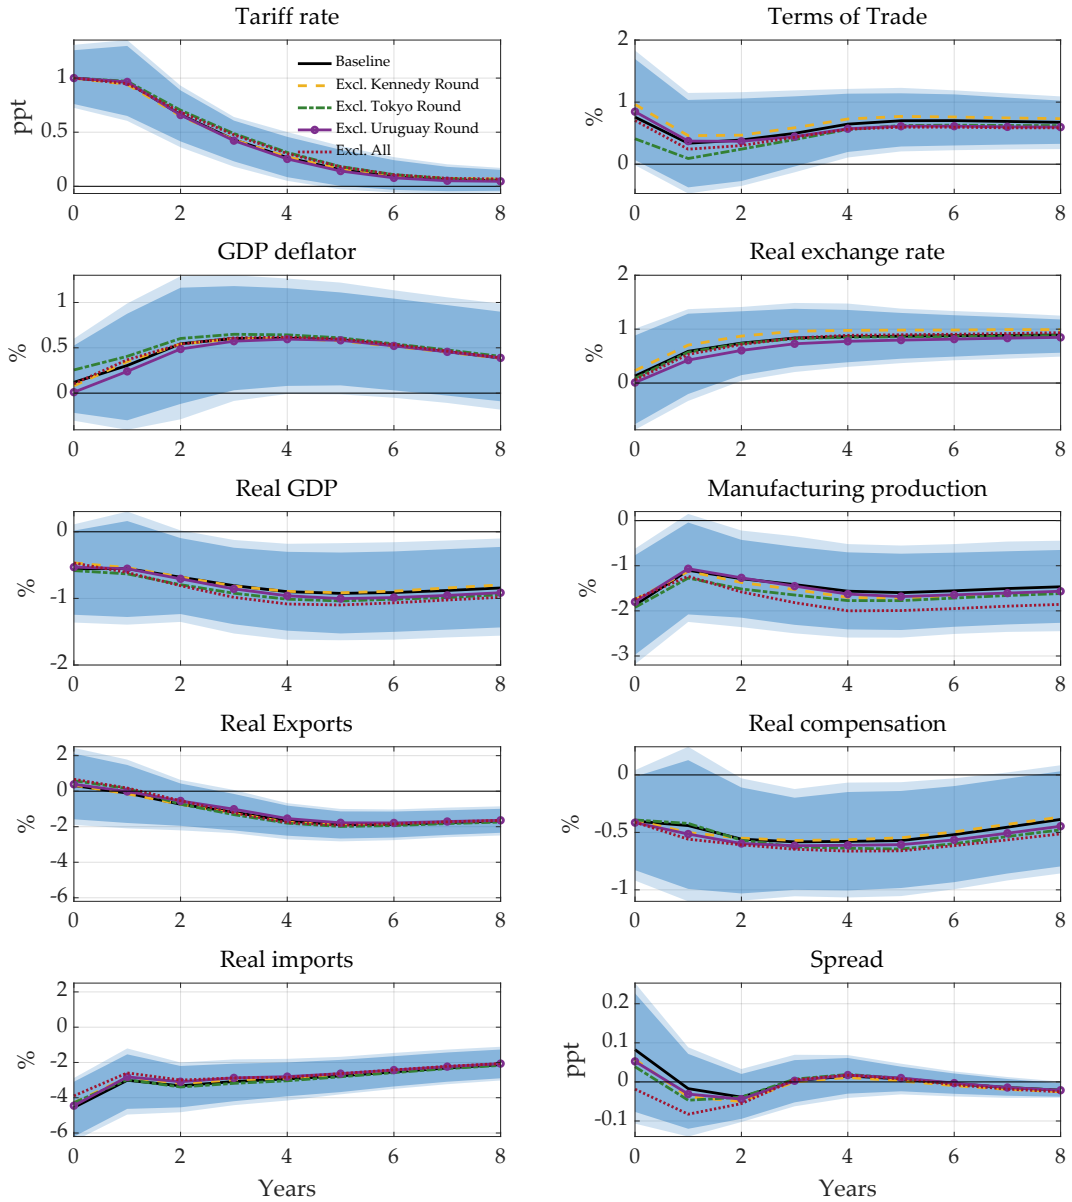 Tariff rate
ppt
1
0.5
0
0 2 4 6 8
Baseline
Excl. Kennedy Round
Excl. Tokyo Round
Excl. Uruguay Round
Excl. All
Terms of Trade
%
2
1
0
0 2 4 6 8
GDP deflator
%
1
0.5
0
0 2 4 6 8
Real exchange rate
%
2
1
0
0 2 4 6 8
Real GDP
%
0
-1
-2
0 2 4 6 8
Manufacturing production
%
0
-1
-2
-3
0 2 4 6 8
Real Exports
%
2
0
-2
-4
-6
0 2 4 6 8
Real compensation
%
0
-0.5
-1
0 2 4 6 8
Real imports
%
2
0
-2
-4
-6
0 2 4 6 8
Years
Spread
ppt
0.2
0.1
0
-0.1
0 2 4 6 8
Years